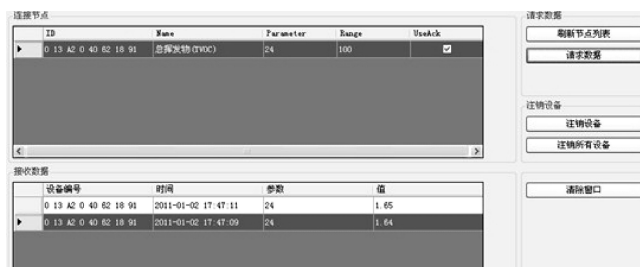 连接节点
ID Name Parameter Range UseAck
0 13 A2 0 40 62 18 91 总挥发物(TVOC) 24 100
接收数据
设备编号 时间 参数 值
0 13 A2 0 40 62 18 91 2011-01-02 17:47:11 24 1.65
0 13 A2 0 40 62 18 91 2011-01-02 17:47:09 24 1.64
请求数据
刷新节点列表
请求数据
注销设备
注销设备
注销所有设备
清除窗口